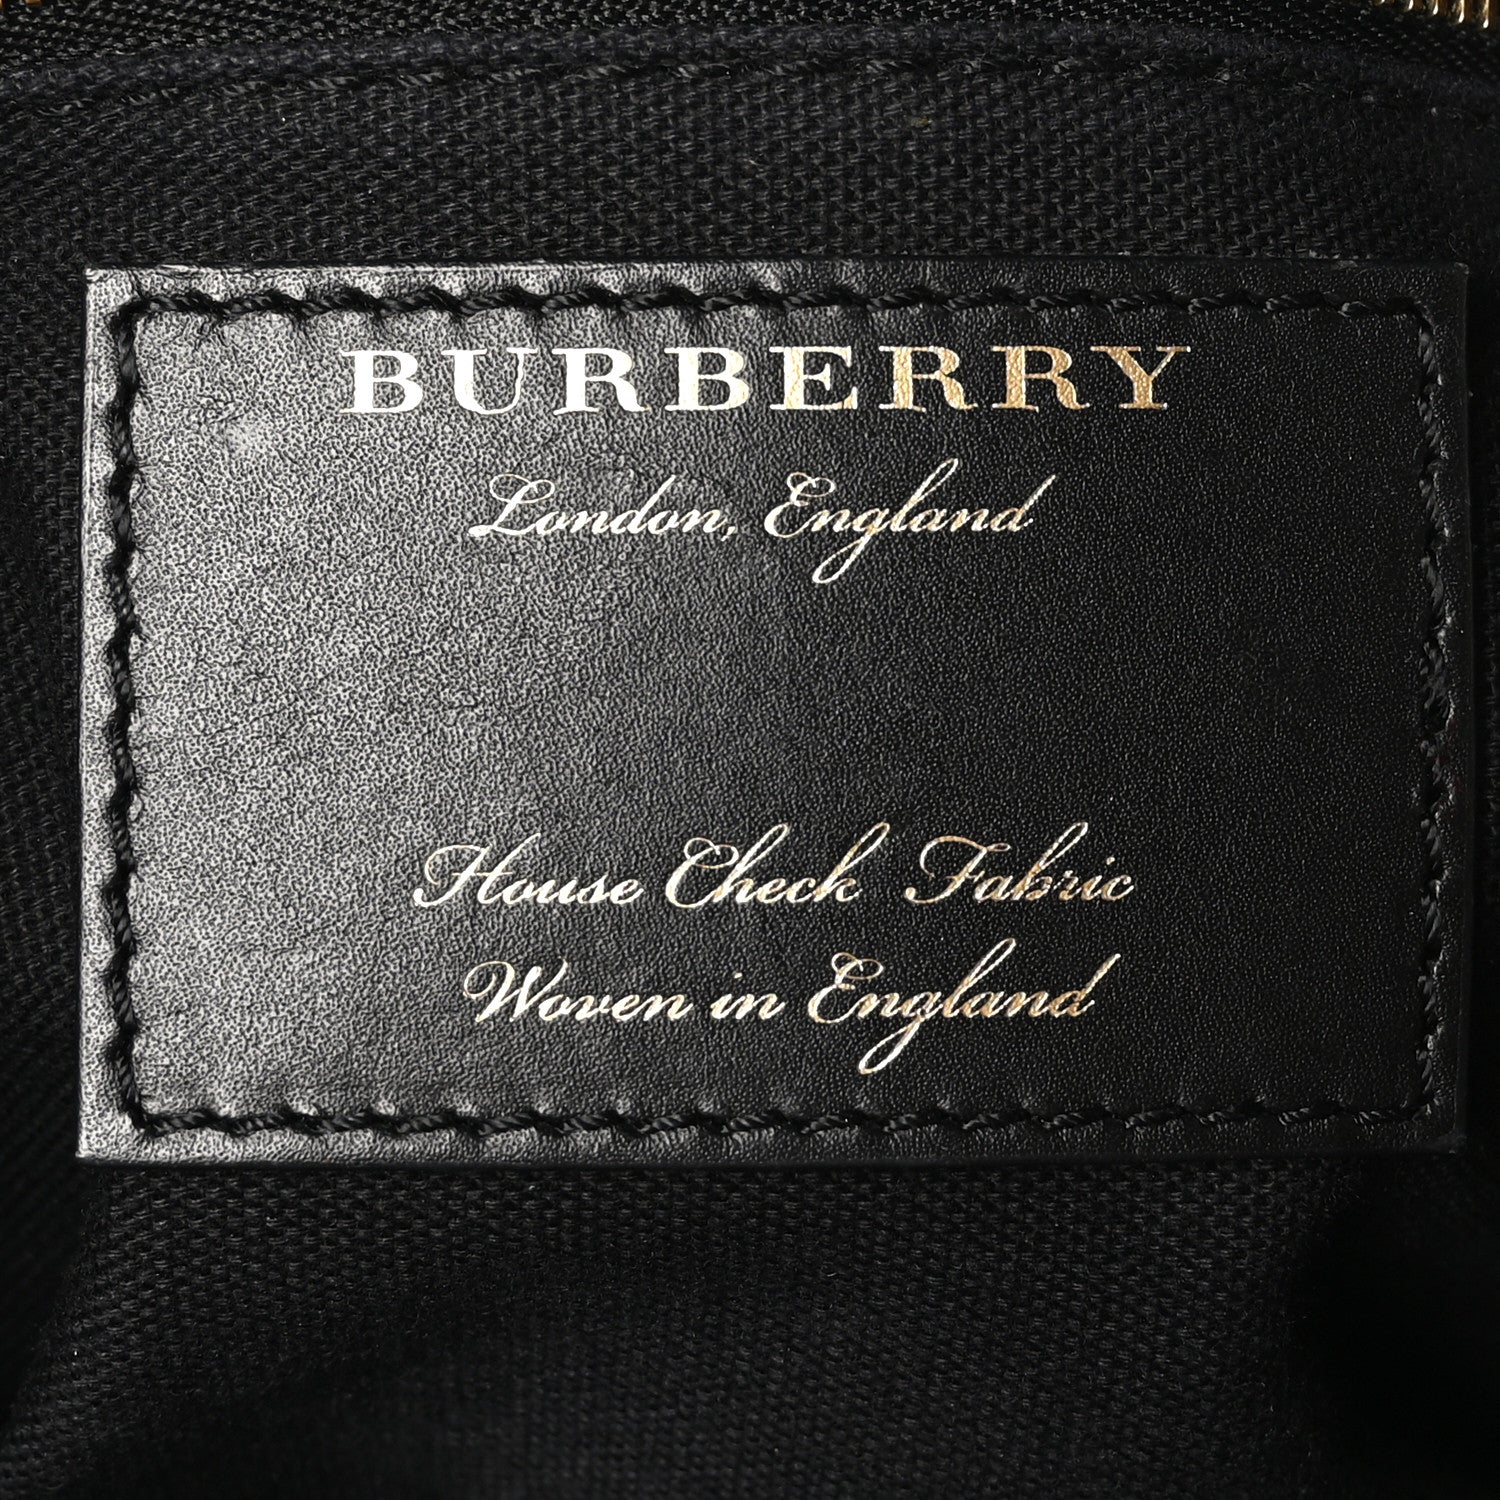 BURBERRY
London, England
House Check Fabric
Woven in England